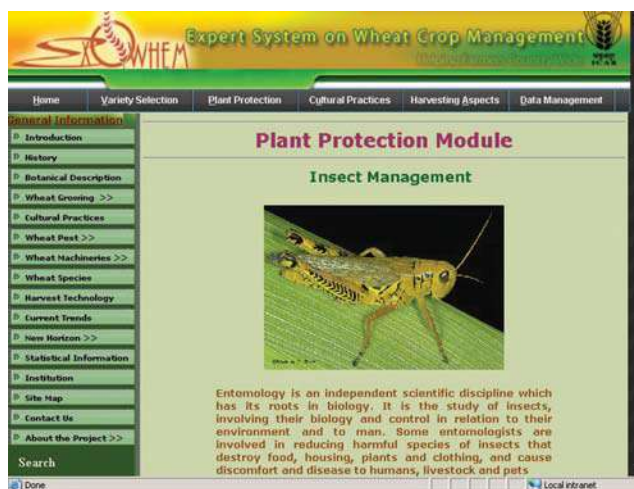 EXOWHEM
Expert System on Wheat Crop Management
ICAR
Home Variety Selection Plant Protection Cultural Practices Harvesting Aspects Data Management
General Information
Introduction
History
Botanical Description
Wheat Growing >>
Cultural Practices
Wheat Pest >>
Wheat Machineries >>
Wheat Species
Harvest Technology
Current Trends
New Horizon >>
Statistical Information
Institution
Site Map
Contact Us
About the Project >>
Search
Plant Protection Module
Insect Management
Entomology is an independent scientific discipline which
has its roots in biology. It is the study of insects,
involving their biology and control in relation to their
environment and to man. Some entomologists are
involved in reducing harmful species of insects that
destroy food, housing, plants and clothing, and cause
discomfort and disease to humans, livestock and pets
Done
Local intranet